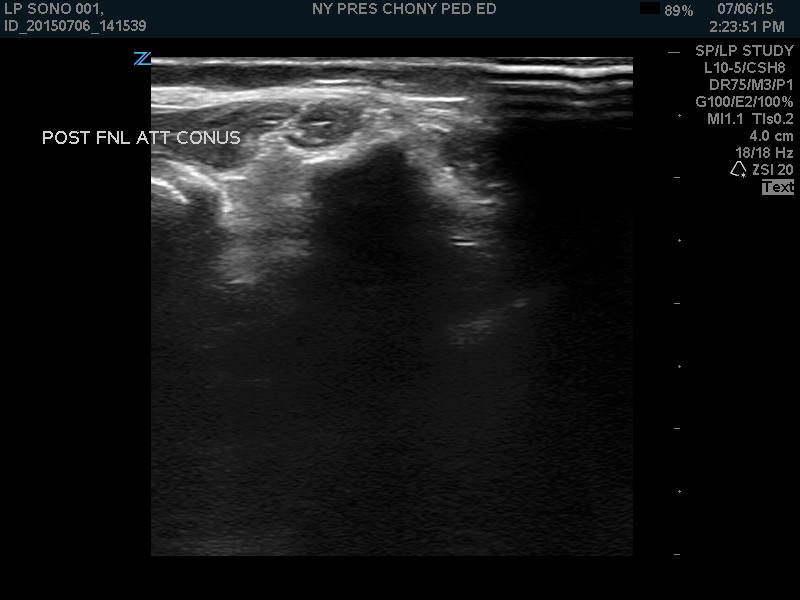 LP SONO 001, NY PRES CHONY PED ED 89% 07/06/15
ID_20150706_141539 2:23:51 PM
SP/LP STUDY
L10-5/CSH8
DR75/M3/P1
G100/E2/100%
MI1.1 TIs0.2
4.0 cm
18/18 Hz
ZSI 20
Text
Z
POST FNL ATT CONUS